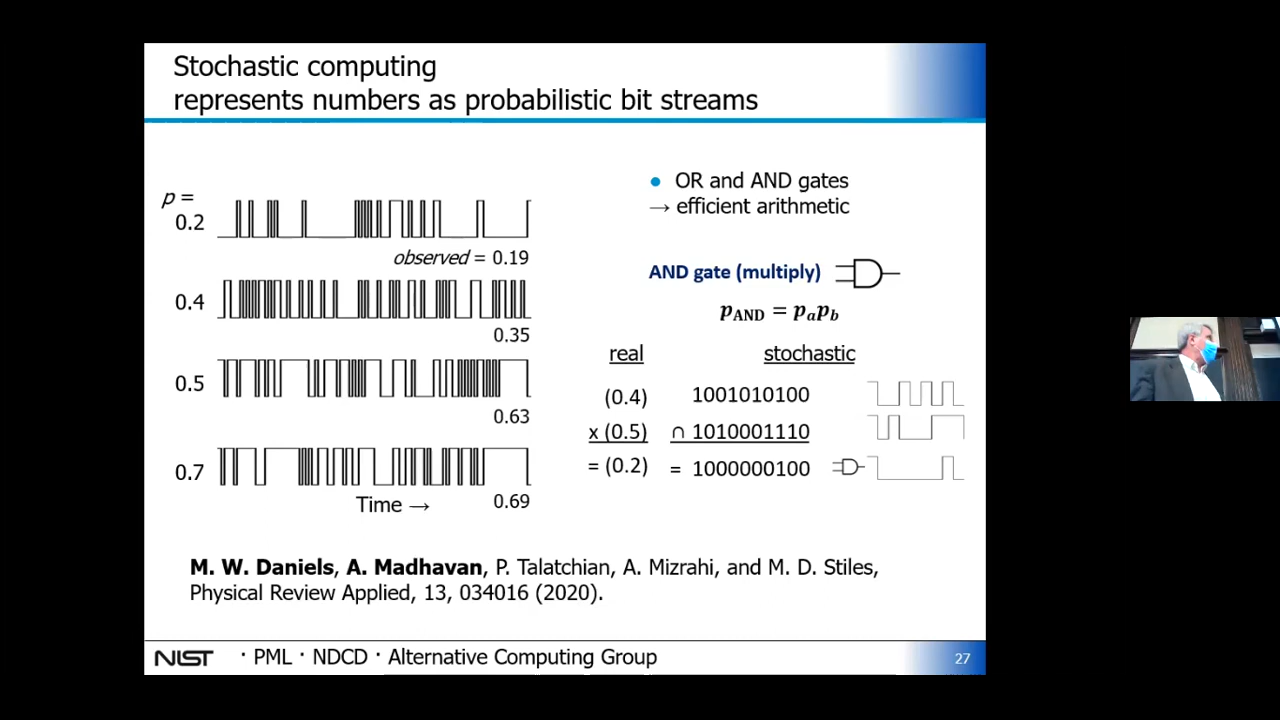 Stochastic computing
represents numbers as probabilistic bit streams
p =
0.2
observed = 0.19
0.4
0.35
0.5
0.63
0.7
Time →
0.69
● OR and AND gates
→ efficient arithmetic
AND gate (multiply)
p_AND = p_a p_b
real stochastic
(0.4) 1001010100
x (0.5) ∩ 1010001110
= (0.2) = 1000000100
M. W. Daniels, A. Madhavan, P. Talatchian, A. Mizrahi, and M. D. Stiles,
Physical Review Applied, 13, 034016 (2020).
NIST · PML · NDCD · Alternative Computing Group 27